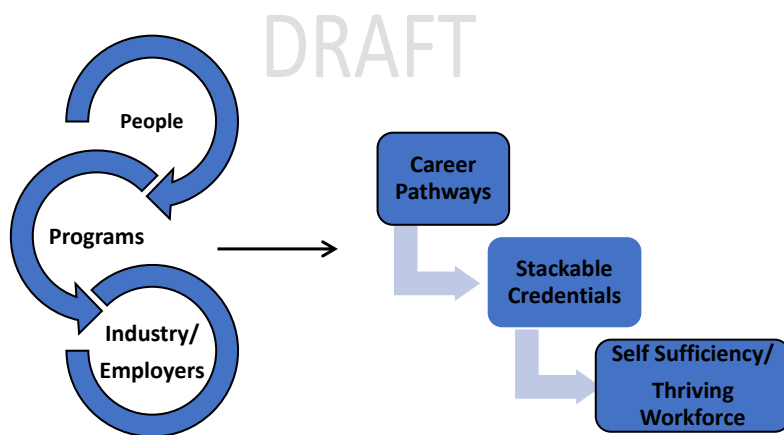 DRAFT
People
Programs
Industry/
Employers
Career
Pathways
Stackable
Credentials
Self Sufficiency/
Thriving
Workforce